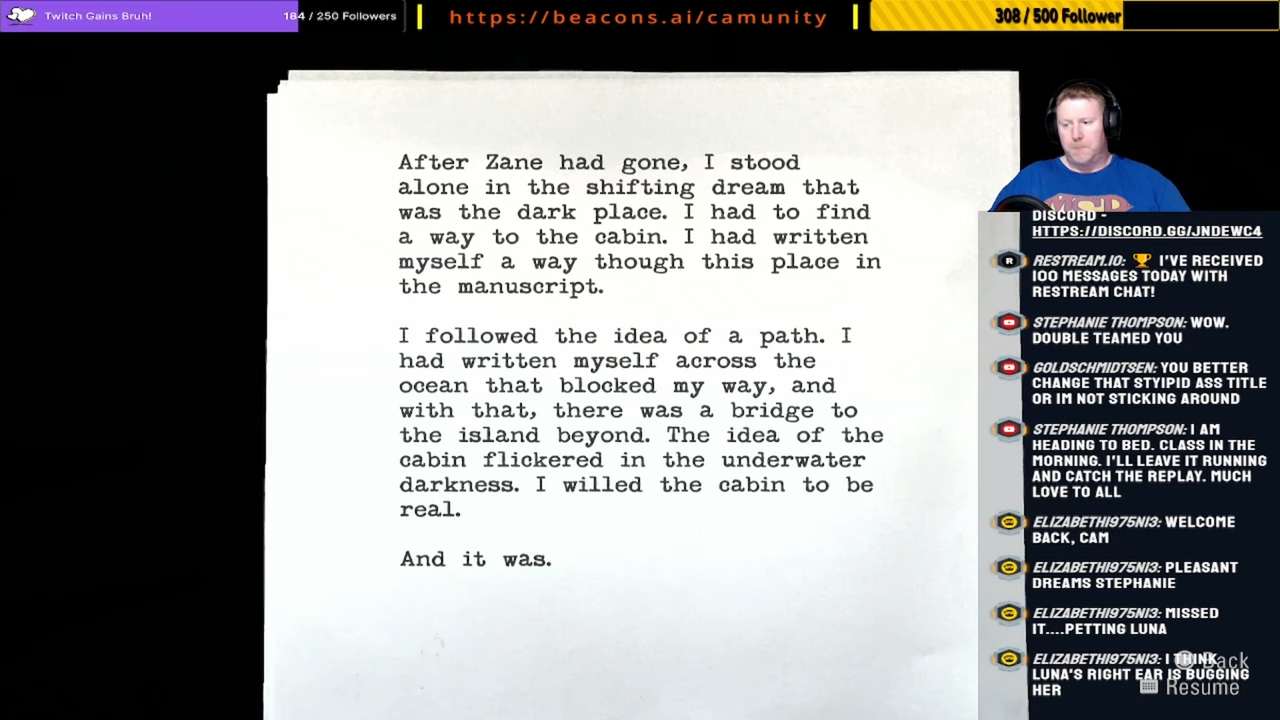 Twitch Gains Bruh!
184 / 250 Followers
https://beacons.ai/camunity
308 / 500 Follower
After Zane had gone, I stood
alone in the shifting dream that
was the dark place. I had to find
a way to the cabin. I had written
myself a way though this place in
the manuscript.
I followed the idea of a path. I
had written myself across the
ocean that blocked my way, and
with that, there was a bridge to
the island beyond. The idea of the
cabin flickered in the underwater
darkness. I willed the cabin to be
real.
And it was.
DISCORD -
HTTPS://DISCORD.GG/JNDEWC4
RESTREAM.IO: 🏆 I'VE RECEIVED
100 MESSAGES TODAY WITH
RESTREAM CHAT!
STEPHANIE THOMPSON: WOW.
DOUBLE TEAMED YOU
GOLDSCHMIDTSEN: YOU BETTER
CHANGE THAT STYIPID ASS TITLE
OR IM NOT STICKING AROUND
STEPHANIE THOMPSON: I AM
HEADING TO BED. CLASS IN THE
MORNING. I'LL LEAVE IT RUNNING
AND CATCH THE REPLAY. MUCH
LOVE TO ALL
ELIZABETH1975NI3: WELCOME
BACK, CAM
ELIZABETH1975NI3: PLEASANT
DREAMS STEPHANIE
ELIZABETH1975NI3: MISSED
IT....PETTING LUNA
ELIZABETH1975NI3: I THINK
LUNA'S RIGHT EAR IS BUGGING
HER
Back
Resume